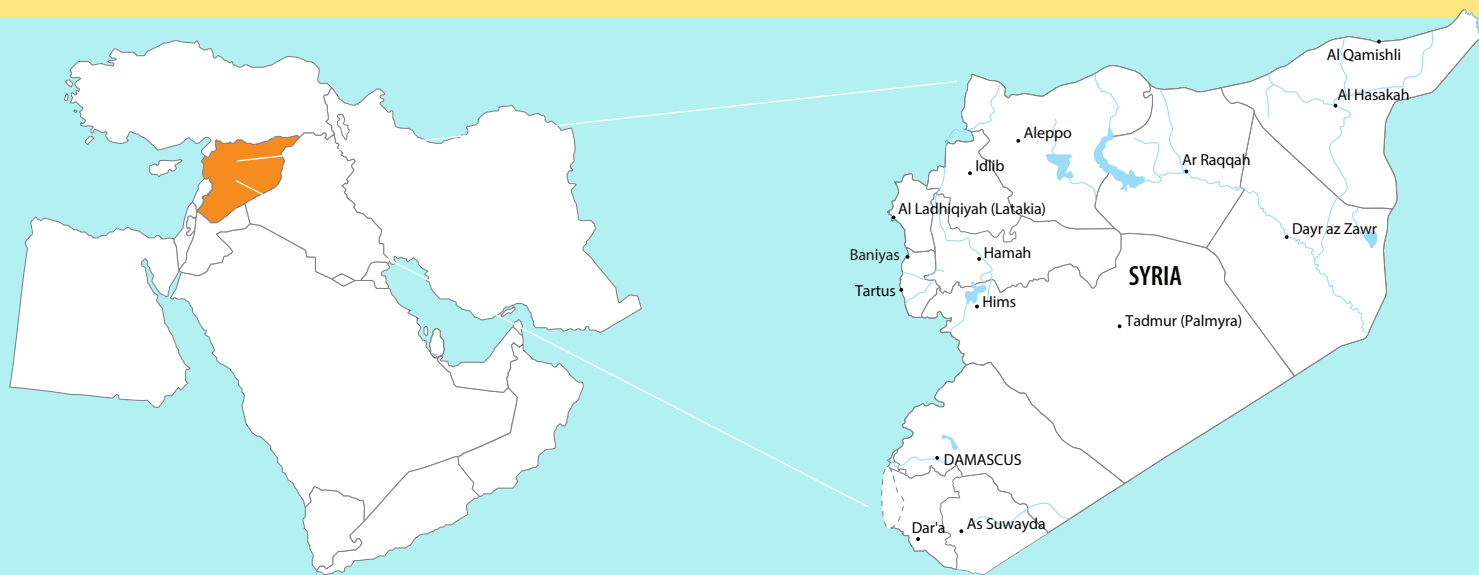 Al Qamishli
Al Hasakah
Aleppo
Idlib
Ar Raqqah
Al Ladhiqiyah (Latakia)
Dayr az Zawr
Baniyas
Hamah
SYRIA
Tartus
Hims
Tadmur (Palmyra)
DAMASCUS
Dar'a
As Suwayda